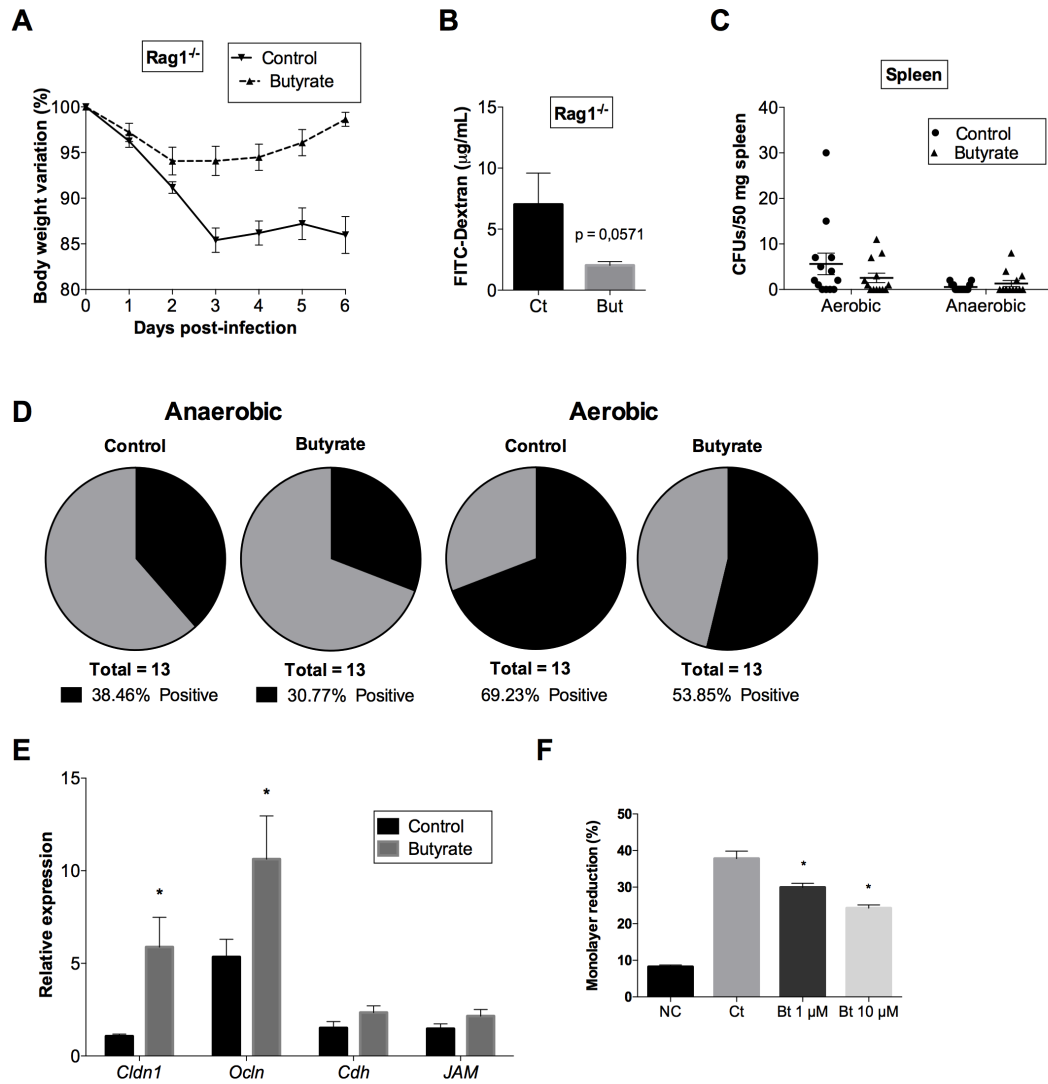 A
Rag1-/-
Control
Butyrate
Body weight variation (%)
100
95
90
85
80
0 1 2 3 4 5 6
Days post-infection
B
Rag1-/-
FITC-Dextran (µg/mL)
15
10
5
0
p = 0,0571
Ct But
C
Spleen
Control
Butyrate
CFUs/50 mg spleen
40
30
20
10
0
Aerobic Anaerobic
D
Anaerobic
Aerobic
Control
Butyrate
Control
Butyrate
Total = 13
38.46% Positive
Total = 13
30.77% Positive
Total = 13
69.23% Positive
Total = 13
53.85% Positive
E
Control
Butyrate
Relative expression
15
10
5
0
*
*
Cldn1 Ocln Cdh JAM
F
Monolayer reduction (%)
50
40
30
20
10
0
*
*
NC Ct Bt 1 µM Bt 10 µM